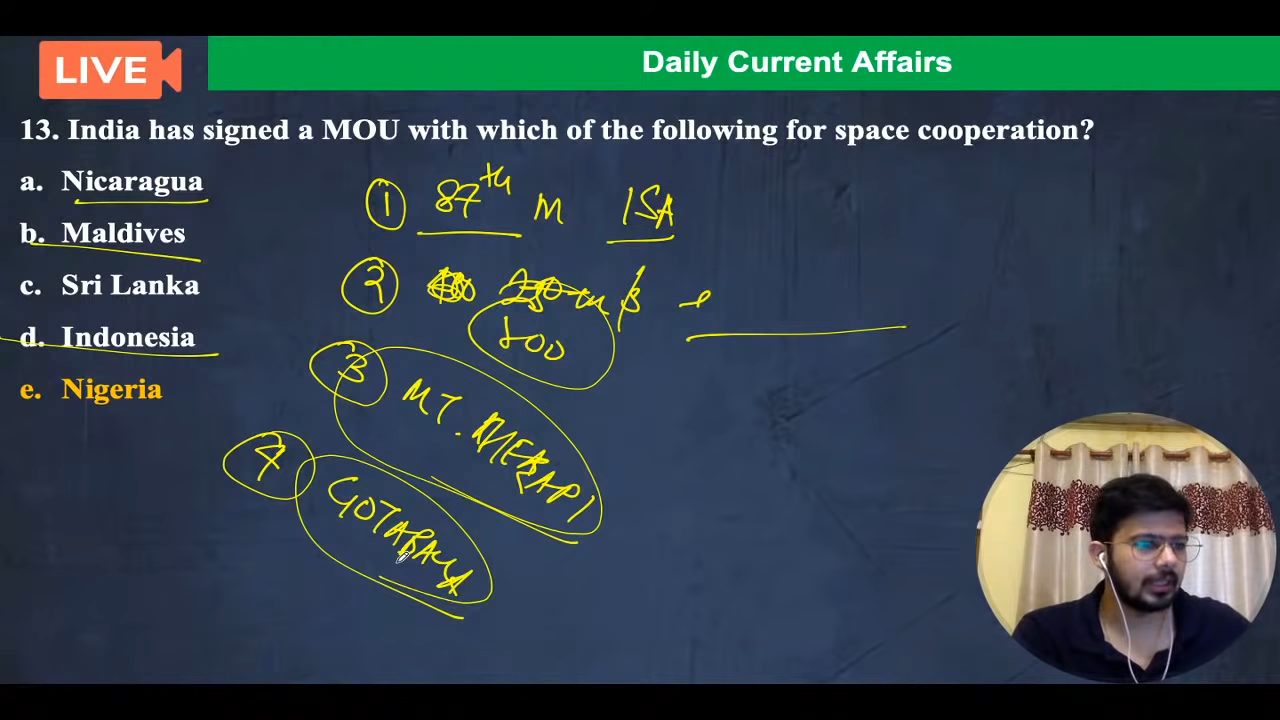 LIVE
Daily Current Affairs
13. India has signed a MOU with which of the following for space cooperation?
a. Nicaragua
b. Maldives
c. Sri Lanka
d. Indonesia
e. Nigeria
1 87th M ISA
2
200
3 MT. MERAPI
4 GOTABAYA